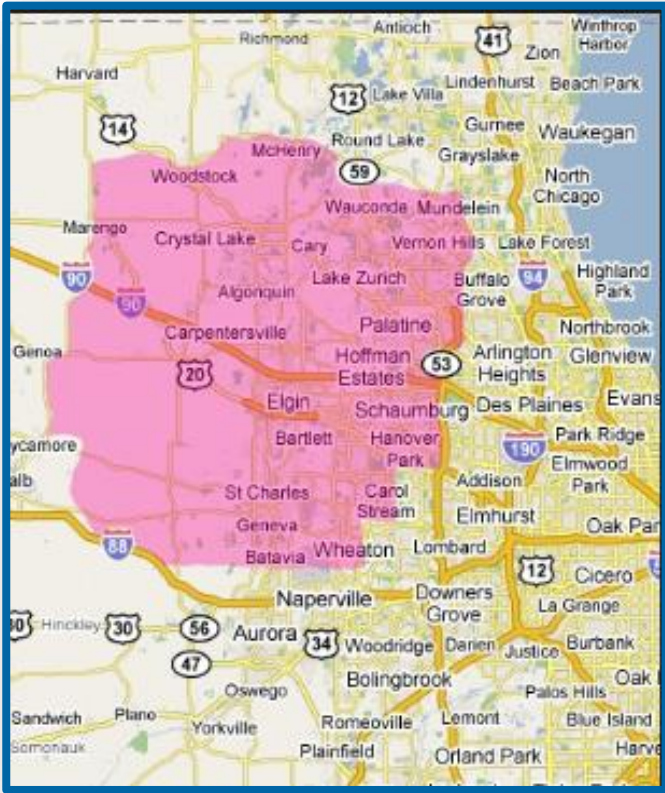 Antioch
Winthrop
Harbor
Richmond
41
Zion
Harvard
12
Lake Villa
Lindenhurst
Beach Park
14
Gurnee
Waukegan
McHenry
Round Lake
Grayslake
Woodstock
59
North
Chicago
Wauconda
Mundelein
Marengo
Crystal Lake
Cary
Vernon Hills
Lake Forest
90
90
Lake Zurich
Buffalo
Grove
94
Highland
Park
Algonquin
Carpentersville
Palatine
Northbrook
Genoa
Hoffman
Estates
53
Arlington
Heights
Glenview
20
Elgin
Schaumburg
Des Plaines
Evans
Bartlett
Hanover
Park
190
Park Ridge
ycamore
alb
Addison
Elmwood
Park
St Charles
Carol
Stream
Elmhurst
Geneva
Oak Par
88
Batavia
Wheaton
Lombard
12
Cicero
Naperville
Downers
Grove
La Grange
30
Hinckley
30
56
Aurora
34
Woodridge
Darien
Justice
Burbank
47
Bolingbrook
Oak
Oswego
Palos Hills
Sandwich
Plano
Yorkville
Romeoville
Lemont
Blue Island
Somonauk
Plainfield
Orland Park
Harve